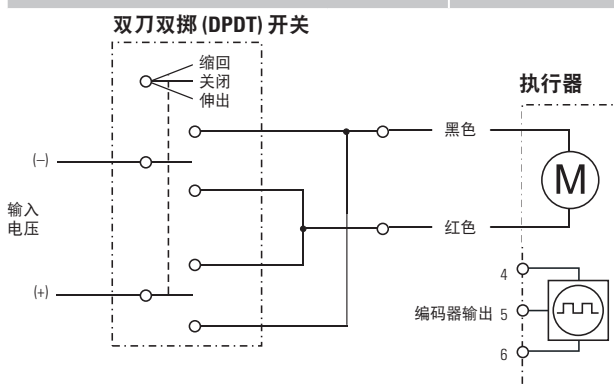 双刀双掷 (DPDT) 开关
缩回
关闭
伸出
执行器
黑色
(–)
M
输入
电压
红色
(+)
4
编码器输出 5
6